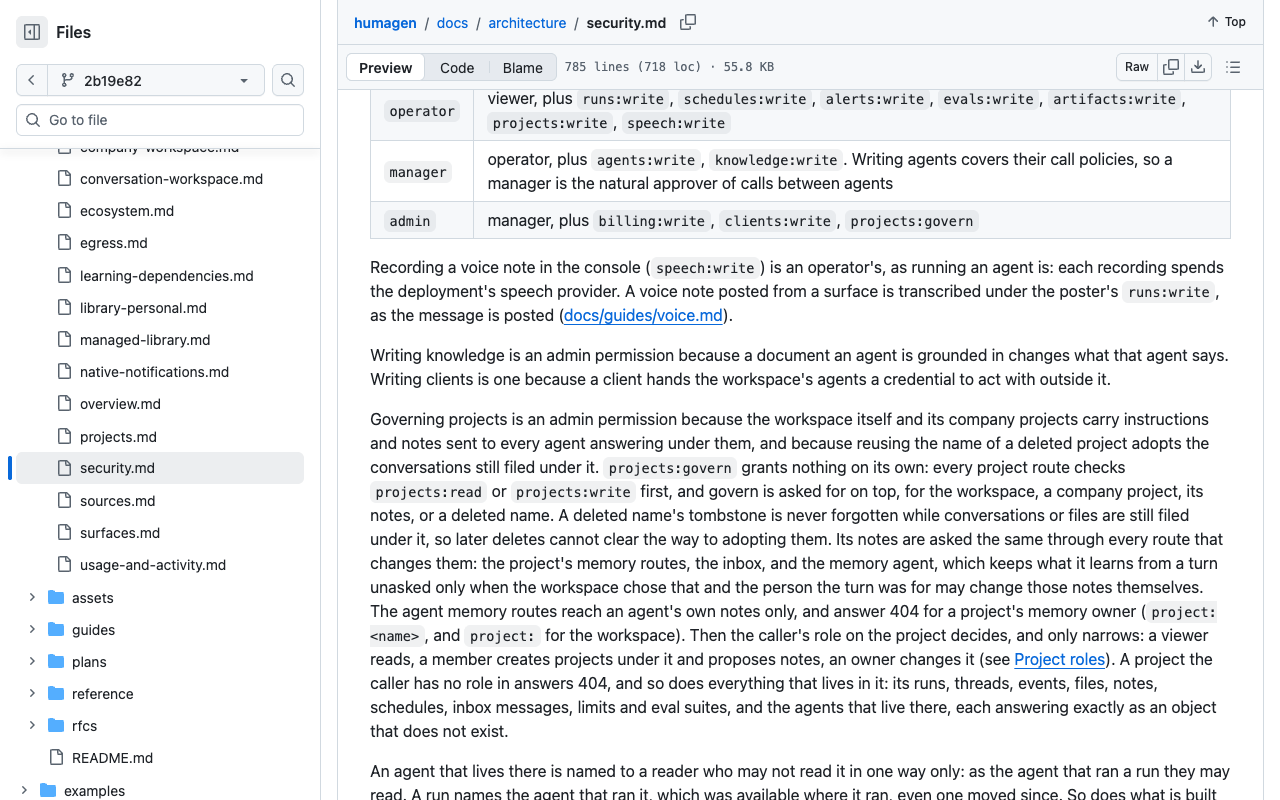 Files
humagen / docs / architecture / security.md
Top
2b19e82
Preview
Code
Blame
785 lines (718 loc) · 55.8 KB
Raw
Go to file
company-workspace.md
conversation-workspace.md
ecosystem.md
egress.md
learning-dependencies.md
library-personal.md
managed-library.md
native-notifications.md
overview.md
projects.md
security.md
sources.md
surfaces.md
usage-and-activity.md
assets
guides
plans
reference
rfcs
README.md
examples
operator
viewer, plus runs:write, schedules:write, alerts:write, evals:write, artifacts:write,
projects:write, speech:write
manager
operator, plus agents:write, knowledge:write. Writing agents covers their call policies, so a
manager is the natural approver of calls between agents
admin
manager, plus billing:write, clients:write, projects:govern
Recording a voice note in the console (speech:write) is an operator's, as running an agent is: each recording spends
the deployment's speech provider. A voice note posted from a surface is transcribed under the poster's runs:write,
as the message is posted (docs/guides/voice.md).
Writing knowledge is an admin permission because a document an agent is grounded in changes what that agent says.
Writing clients is one because a client hands the workspace's agents a credential to act with outside it.
Governing projects is an admin permission because the workspace itself and its company projects carry instructions
and notes sent to every agent answering under them, and because reusing the name of a deleted project adopts the
conversations still filed under it. projects:govern grants nothing on its own: every project route checks
projects:read or projects:write first, and govern is asked for on top, for the workspace, a company project, its
notes, or a deleted name. A deleted name's tombstone is never forgotten while conversations or files are still filed
under it, so later deletes cannot clear the way to adopting them. Its notes are asked the same through every route that
changes them: the project's memory routes, the inbox, and the memory agent, which keeps what it learns from a turn
unasked only when the workspace chose that and the person the turn was for may change those notes themselves.
The agent memory routes reach an agent's own notes only, and answer 404 for a project's memory owner (project:
<name>, and project: for the workspace). Then the caller's role on the project decides, and only narrows: a viewer
reads, a member creates projects under it and proposes notes, an owner changes it (see Project roles). A project the
caller has no role in answers 404, and so does everything that lives in it: its runs, threads, events, files, notes,
schedules, inbox messages, limits and eval suites, and the agents that live there, each answering exactly as an object
that does not exist.
An agent that lives there is named to a reader who may not read it in one way only: as the agent that ran a run they may
read. A run names the agent that ran it, which was available where it ran, even one moved since. So does what is built